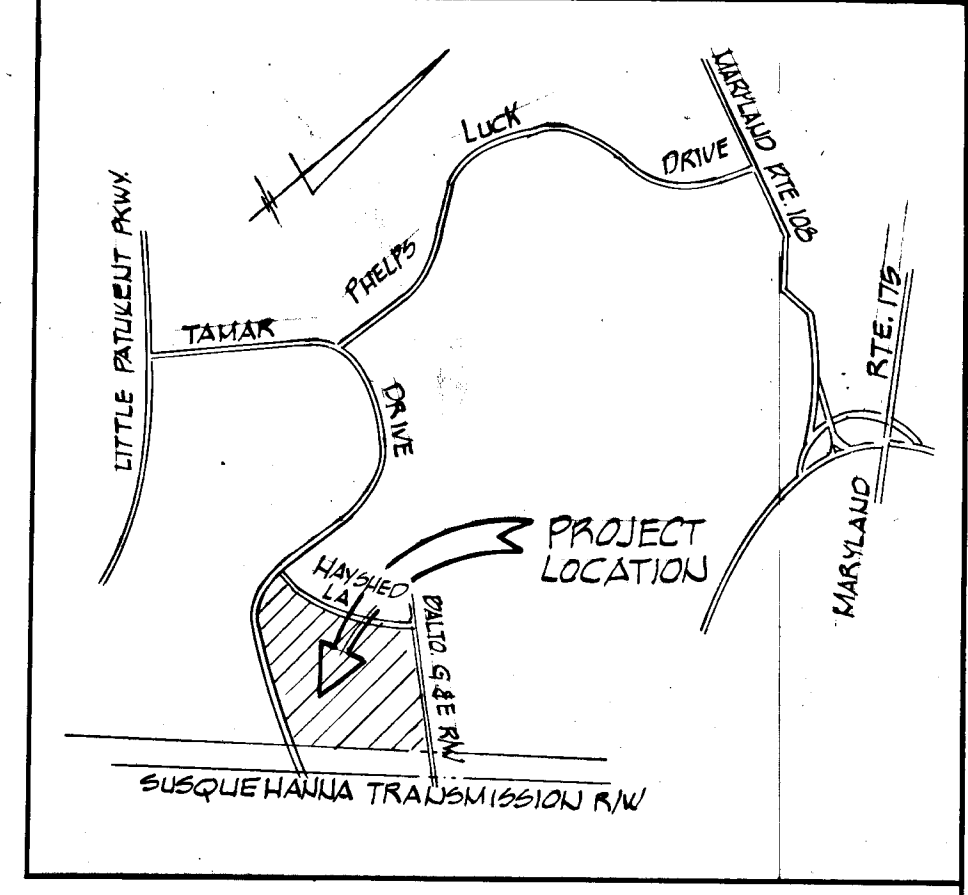 MARYLAND RTE. 108
LUCK
DRIVE
PHELPS
LITTLE PATUXENT PKWY.
TAMAR
DRIVE
RTE. 175
MARYLAND
PROJECT
LOCATION
HAYSHED
LA
BALTO. G&E R/W
SUSQUEHANNA TRANSMISSION R/W